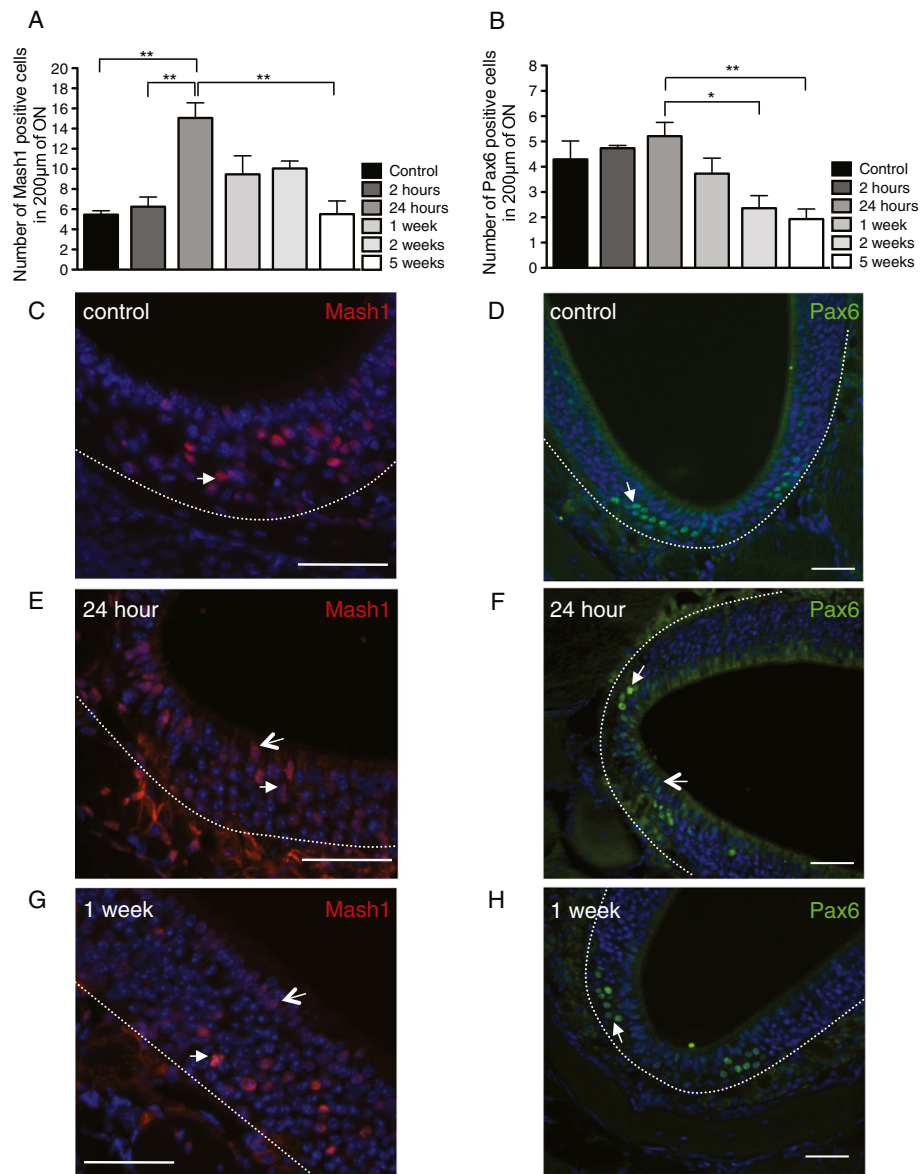 A
Number of Mash1 positive cells
in 200µm of ON
20
18
16
14
12
10
8
6
4
2
0
**
**
**
Control
2 hours
24 hours
1 week
2 weeks
5 weeks
B
Number of Pax6 positive cells
in 200µm of ON
8
7
6
5
4
3
2
1
0
**
*
Control
2 hours
24 hours
1 week
2 weeks
5 weeks
C
control
Mash1
D
control
Pax6
E
24 hour
Mash1
F
24 hour
Pax6
G
1 week
Mash1
H
1 week
Pax6